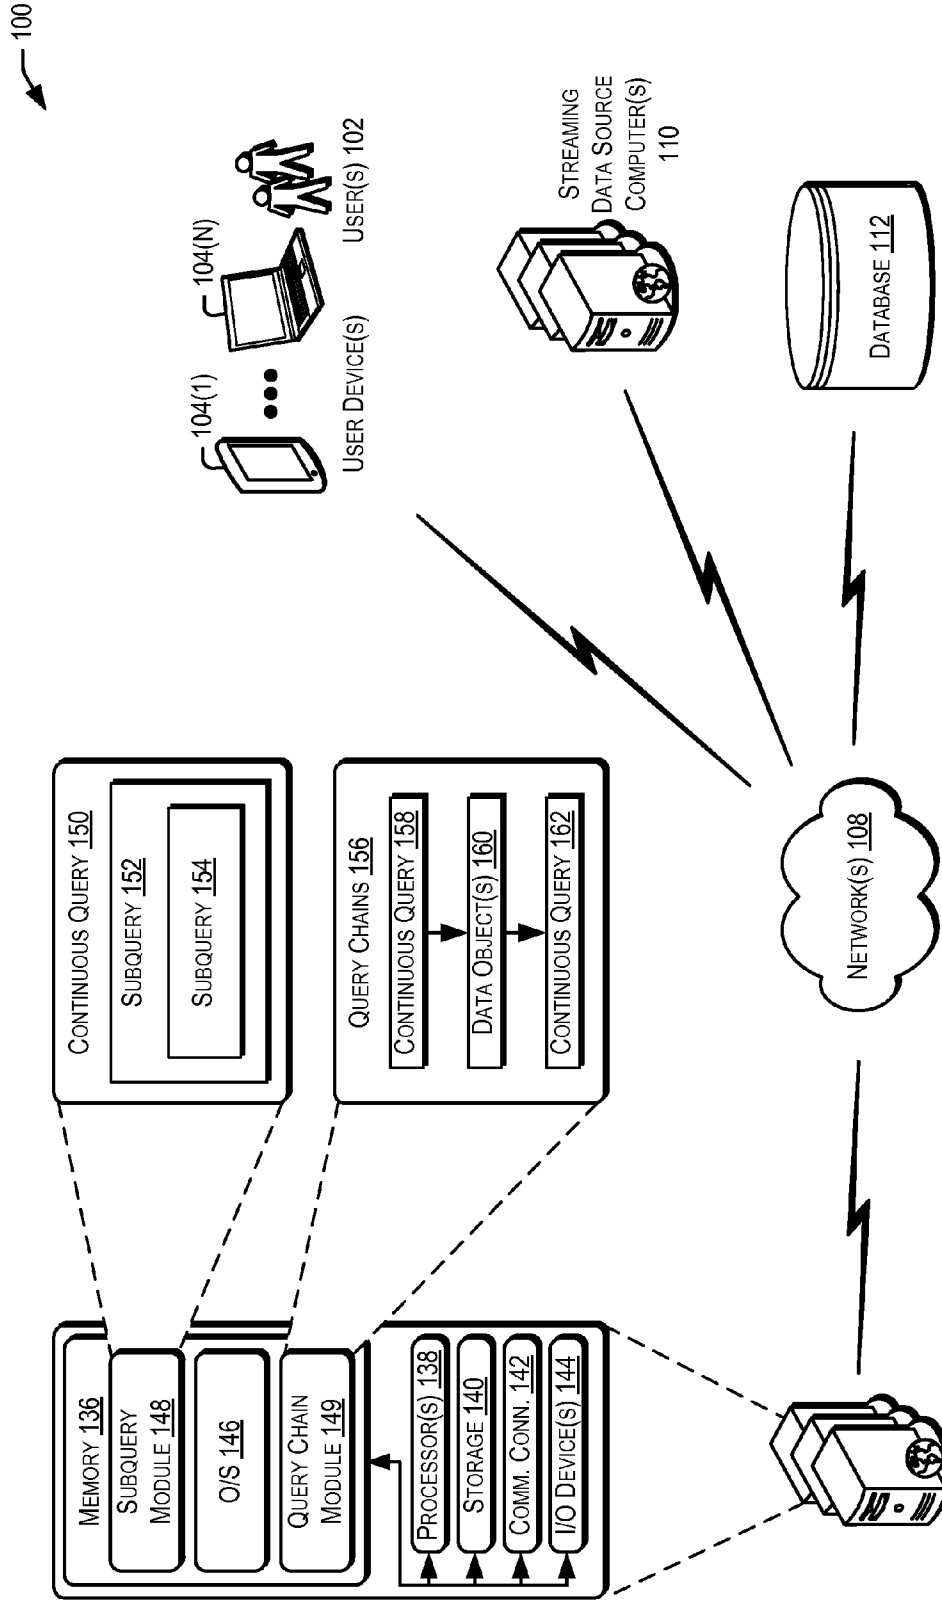 100
MEMORY 136
SUBQUERY
MODULE 148
O/S 146
QUERY CHAIN
MODULE 149
PROCESSOR(S) 138
STORAGE 140
COMM. CONN. 142
I/O DEVICE(S) 144
CONTINUOUS QUERY 150
SUBQUERY 152
SUBQUERY 154
QUERY CHAINS 156
CONTINUOUS QUERY 158
DATA OBJECT(S) 160
CONTINUOUS QUERY 162
104(1)
104(N)
USER DEVICE(S)
USER(S) 102
STREAMING
DATA SOURCE
COMPUTER(S)
110
NETWORK(S) 108
DATABASE 112